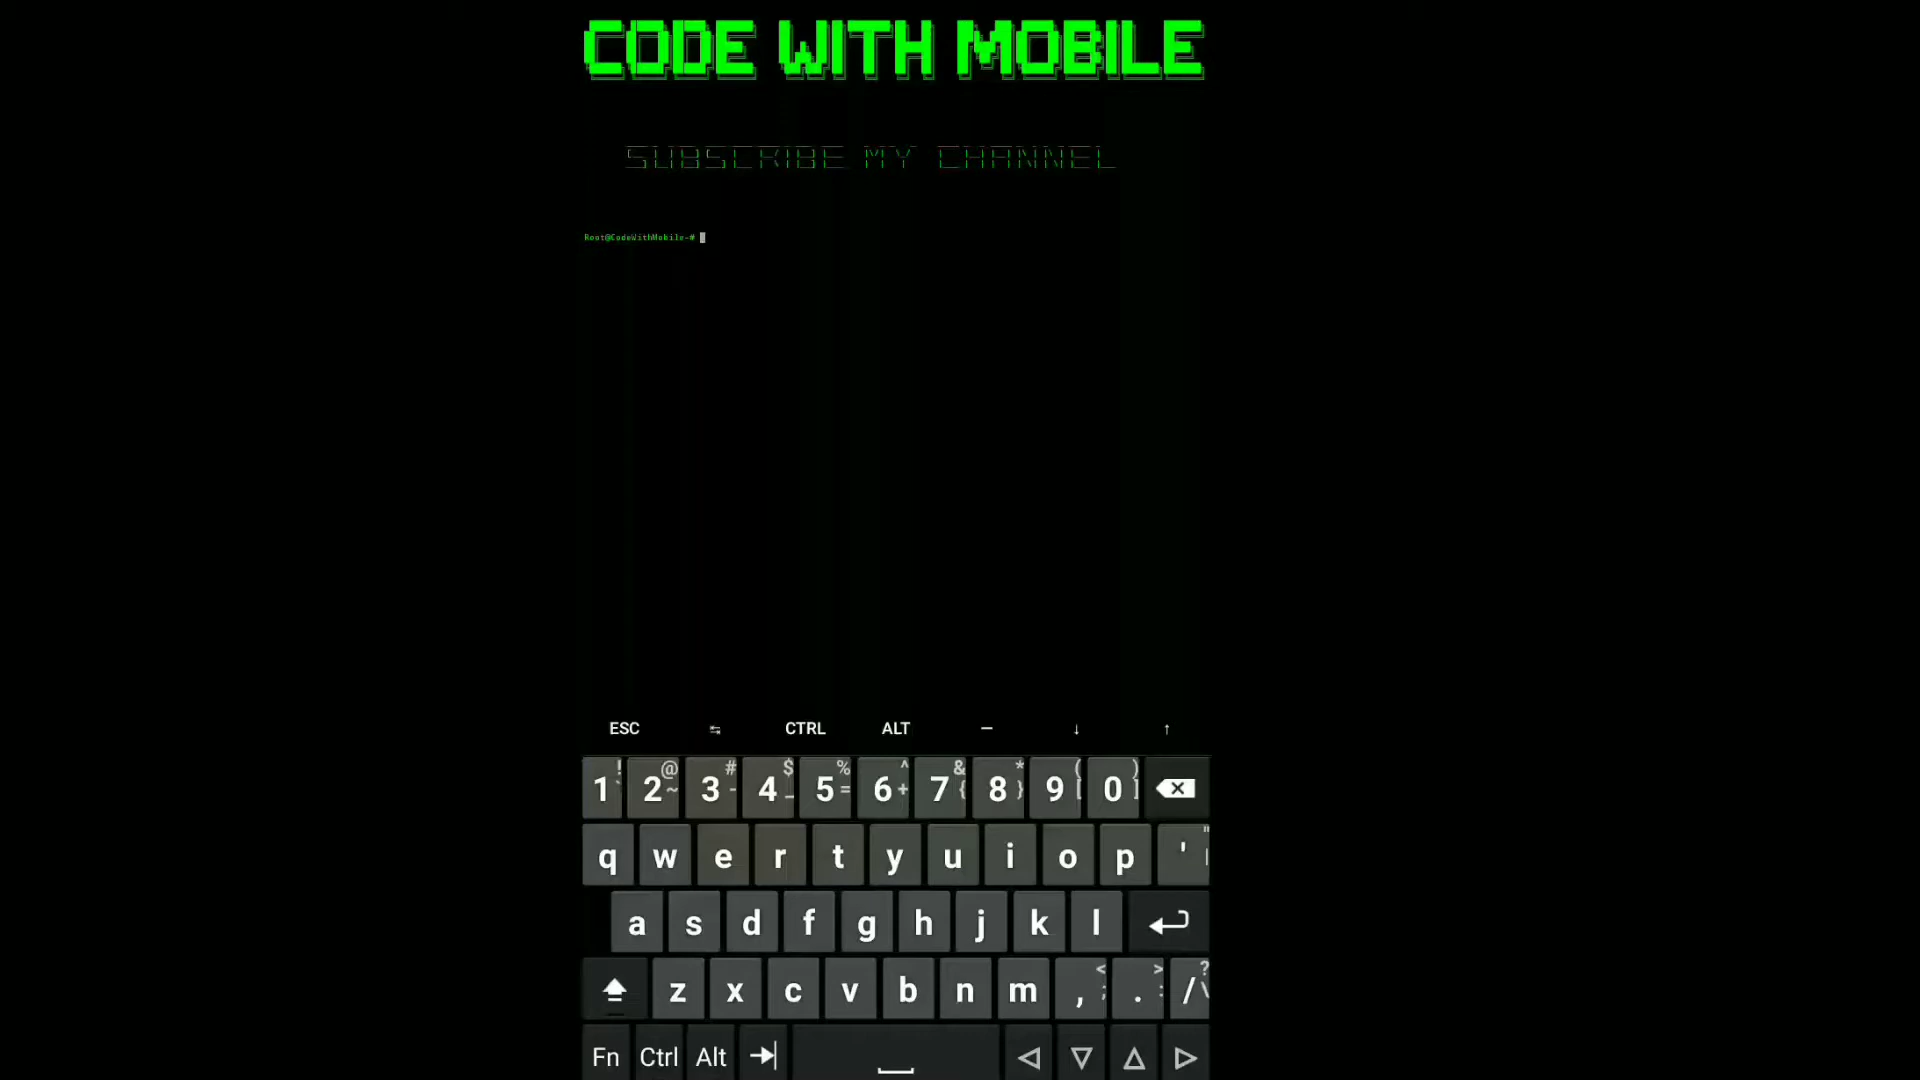 CODE WITH MOBILE
SUBSCRIBE MY CHANNEL
Root@CodeWithMobile~#
ESC ⇆ CTRL ALT — ↓ ↑
1 ! ` 2 @ ~ 3 # - 4 $ _ 5 % = 6 ^ + 7 & { 8 * } 9 ( [ 0 ) ]
q w e r t y u i o p ' " |
a s d f g h j k l
z x c v b n m , < ; . > : / ? \
Fn Ctrl Alt